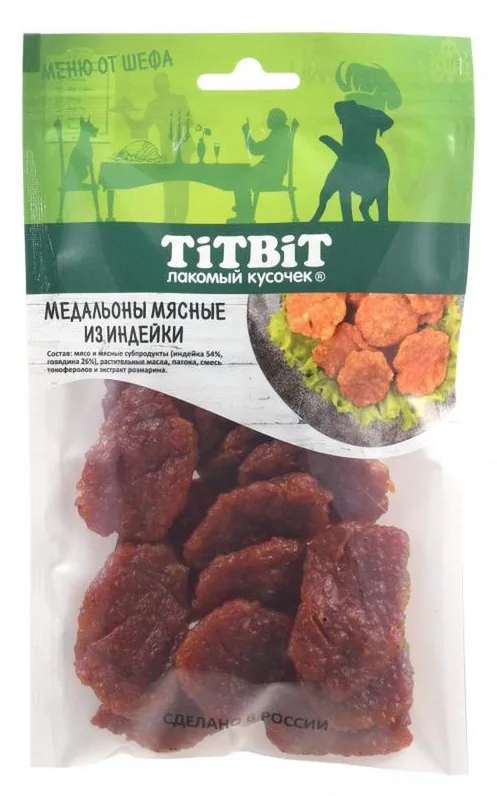 МЕНЮ ОТ ШЕФА
TiTBiT
лакомый кусочек®
МЕДАЛЬОНЫ МЯСНЫЕ
ИЗ ИНДЕЙКИ
Состав: мясо и мясные субпродукты (индейка 54%,
говядина 26%), растительные масла, патока, смесь
токоферолов и экстракт розмарина.
СДЕЛАНО В РОССИИ